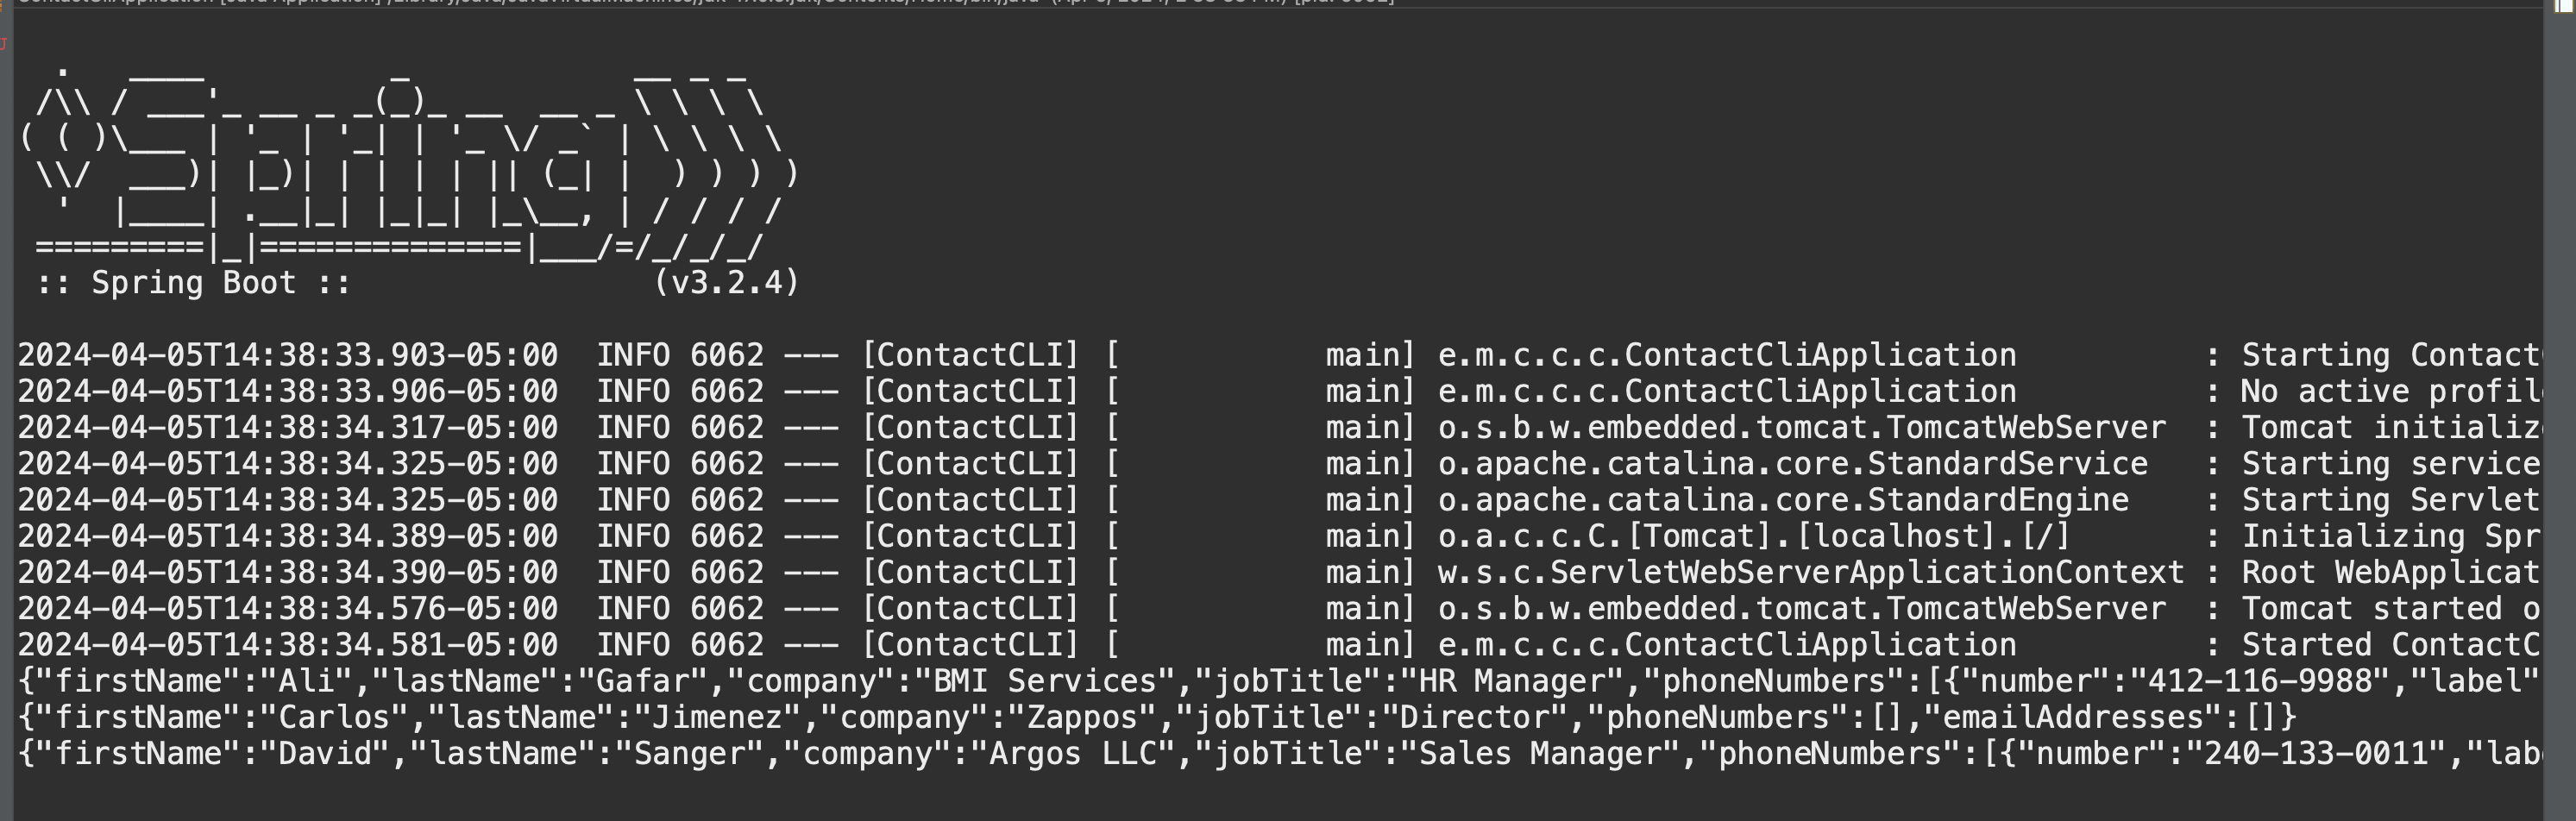 .   ____          _            __ _ _
 /\\ / ___'_ __ _ _(_)_ __  __ _ \ \ \ \
( ( )\___ | '_ | '_| | '_ \/ _` | \ \ \ \
 \\/  ___)| |_)| | | | | || (_| |  ) ) ) )
  '  |____| .__|_| |_|_| |_\__, | / / / /
 =========|_|==============|___/=/_/_/_/
 :: Spring Boot ::                (v3.2.4)
2024-04-05T14:38:33.903-05:00  INFO 6062 --- [ContactCLI] [           main] e.m.c.c.c.ContactCliApplication          : Starting Contact
2024-04-05T14:38:33.906-05:00  INFO 6062 --- [ContactCLI] [           main] e.m.c.c.c.ContactCliApplication          : No active profil
2024-04-05T14:38:34.317-05:00  INFO 6062 --- [ContactCLI] [           main] o.s.b.w.embedded.tomcat.TomcatWebServer  : Tomcat initializ
2024-04-05T14:38:34.325-05:00  INFO 6062 --- [ContactCLI] [           main] o.apache.catalina.core.StandardService   : Starting service
2024-04-05T14:38:34.325-05:00  INFO 6062 --- [ContactCLI] [           main] o.apache.catalina.core.StandardEngine    : Starting Servlet
2024-04-05T14:38:34.389-05:00  INFO 6062 --- [ContactCLI] [           main] o.a.c.c.C.[Tomcat].[localhost].[/]       : Initializing Spr
2024-04-05T14:38:34.390-05:00  INFO 6062 --- [ContactCLI] [           main] w.s.c.ServletWebServerApplicationContext : Root WebApplicat
2024-04-05T14:38:34.576-05:00  INFO 6062 --- [ContactCLI] [           main] o.s.b.w.embedded.tomcat.TomcatWebServer  : Tomcat started o
2024-04-05T14:38:34.581-05:00  INFO 6062 --- [ContactCLI] [           main] e.m.c.c.c.ContactCliApplication          : Started ContactC
{"firstName":"Ali","lastName":"Gafar","company":"BMI Services","jobTitle":"HR Manager","phoneNumbers":[{"number":"412-116-9988","label"
{"firstName":"Carlos","lastName":"Jimenez","company":"Zappos","jobTitle":"Director","phoneNumbers":[],"emailAddresses":[]}
{"firstName":"David","lastName":"Sanger","company":"Argos LLC","jobTitle":"Sales Manager","phoneNumbers":[{"number":"240-133-0011","lab